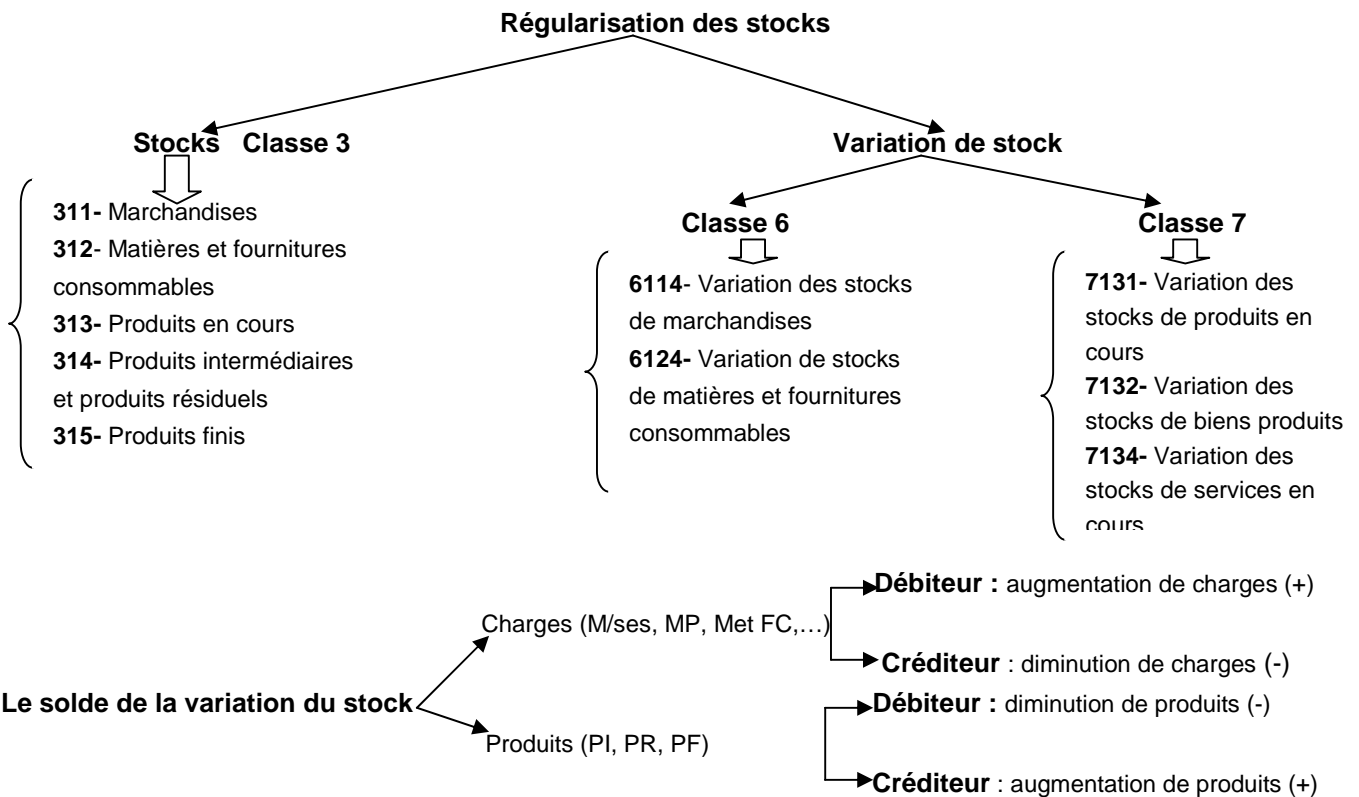 Régularisation des stocks
Stocks Classe 3
311- Marchandises
312- Matières et fournitures
consommables
313- Produits en cours
314- Produits intermédiaires
et produits résiduels
315- Produits finis
Variation de stock
Classe 6
6114- Variation des stocks
de marchandises
6124- Variation de stocks
de matières et fournitures
consommables
Classe 7
7131- Variation des
stocks de produits en
cours
7132- Variation des
stocks de biens produits
7134- Variation des
stocks de services en
cours
Le solde de la variation du stock
Charges (M/ses, MP, Met FC,…)
Débiteur : augmentation de charges (+)
Créditeur : diminution de charges (-)
Produits (PI, PR, PF)
Débiteur : diminution de produits (-)
Créditeur : augmentation de produits (+)